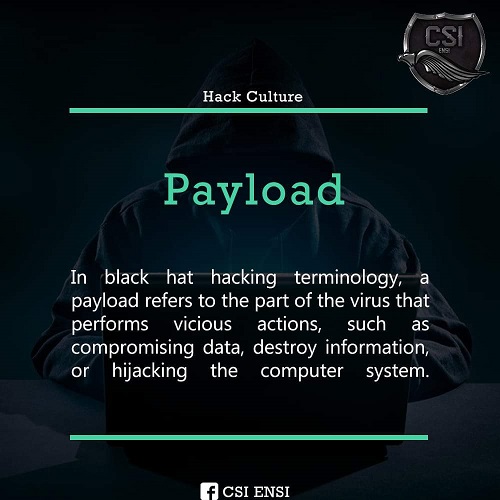 CSI
ENSI
Hack Culture
Payload
In black hat hacking terminology, a
payload refers to the part of the virus that
performs vicious actions, such as
compromising data, destroy information,
or hijacking the computer system.
f CSI ENSI